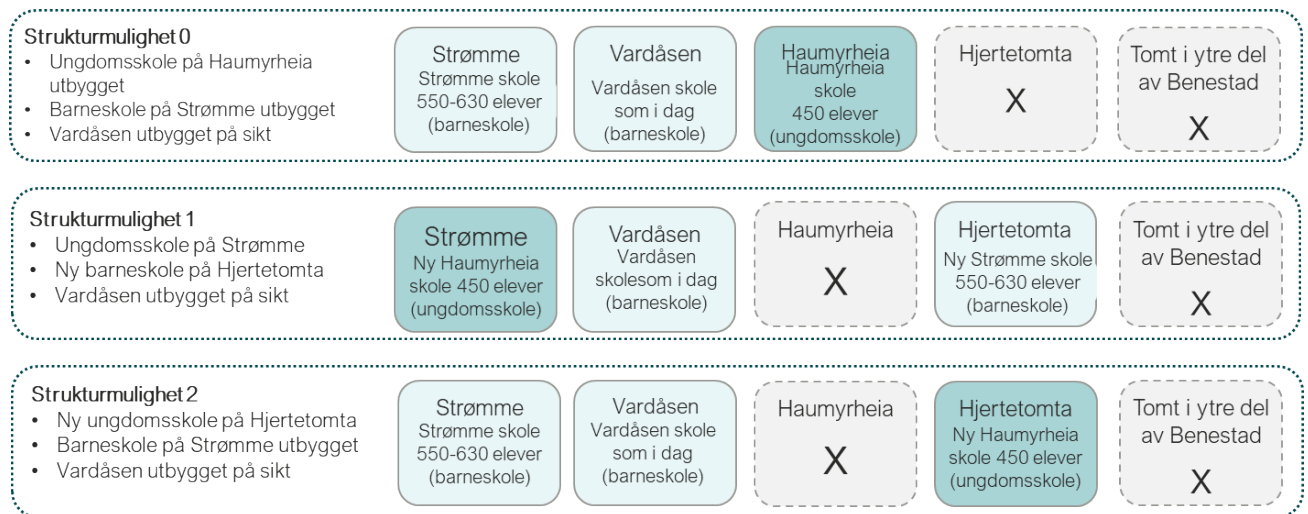 Strukturmulighet 0
• Ungdomsskole på Haumyrheia
utbygget
• Barneskole på Strømme utbygget
• Vardåsen utbygget på sikt
Strømme
Strømme skole
550-630 elever
(barneskole)
Vardåsen
Vardåsen skole
som i dag
(barneskole)
Haumyrheia
Haumyrheia
skole
450 elever
(ungdomsskole)
Hjertetomta
X
Tomt i ytre del
av Benestad
X
Strukturmulighet 1
• Ungdomsskole på Strømme
• Ny barneskole på Hjertetomta
• Vardåsen utbygget på sikt
Strømme
Ny Haumyrheia
skole 450 elever
(ungdomsskole)
Vardåsen
Vardåsen
skolesom i dag
(barneskole)
Haumyrheia
X
Hjertetomta
Ny Strømme skole
550-630 elever
(barneskole)
Tomt i ytre del
av Benestad
X
Strukturmulighet 2
• Ny ungdomsskole på Hjertetomta
• Barneskole på Strømme utbygget
• Vardåsen utbygget på sikt
Strømme
Strømme skole
550-630 elever
(barneskole)
Vardåsen
Vardåsen skole
som i dag
(barneskole)
Haumyrheia
X
Hjertetomta
Ny Haumyrheia
skole 450 elever
(ungdomsskole)
Tomt i ytre del
av Benestad
X